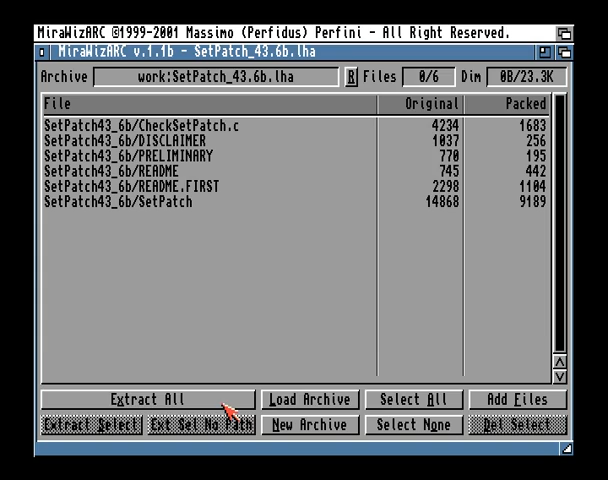 MiraWizARC ©1999-2001 Massimo (Perfidus) Perfini - All Right Reserved.
MiraWizARC v.1.1b - SetPatch_43.6b.lha
Archive work:SetPatch_43.6b.lha R Files 0/6 Dim 0B/23.3K
File Original Packed
SetPatch43_6b/CheckSetPatch.c 4234 1683
SetPatch43_6b/DISCLAIMER 1037 256
SetPatch43_6b/PRELIMINARY 770 195
SetPatch43_6b/README 745 442
SetPatch43_6b/README.FIRST 2298 1104
SetPatch43_6b/SetPatch 14868 9189
Extract All Load Archive Select All Add Files
Extract Select Ext Sel No Path New Archive Select None Del Select